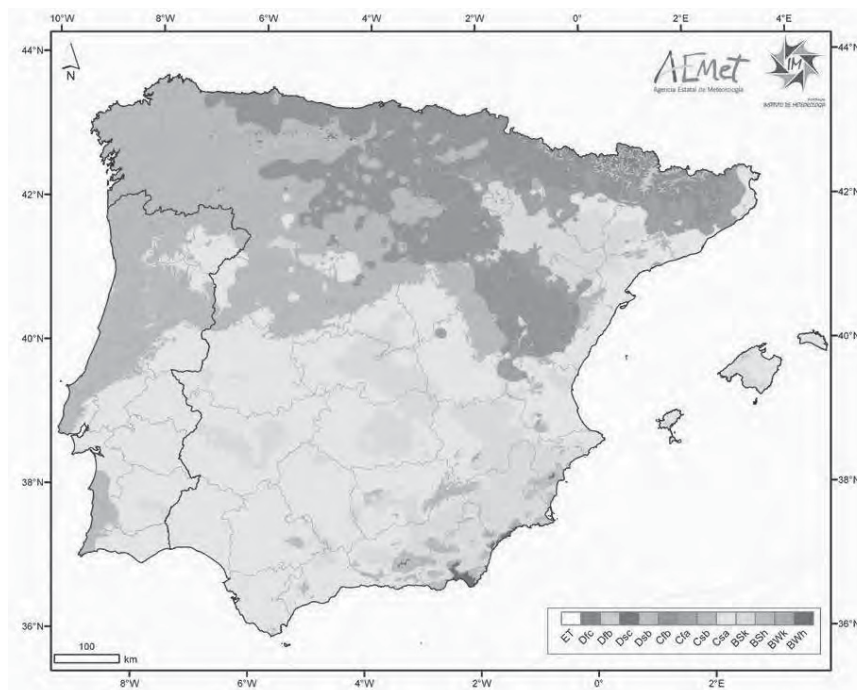 10°W 8°W 6°W 4°W 2°W 0° 2°E 4°E
44°N 44°N
N
AEmet
Agencia Estatal de Meteorología
IM
INSTITUTO DE METEOROLOGIA
42°N 42°N
40°N 40°N
38°N 38°N
36°N 36°N
ET Dfc Dfb Dsc Dsb Cfb Cfa Csb Csa BSk BSh BWk BWh
100
km
8°W 6°W 4°W 2°W 0° 2°E